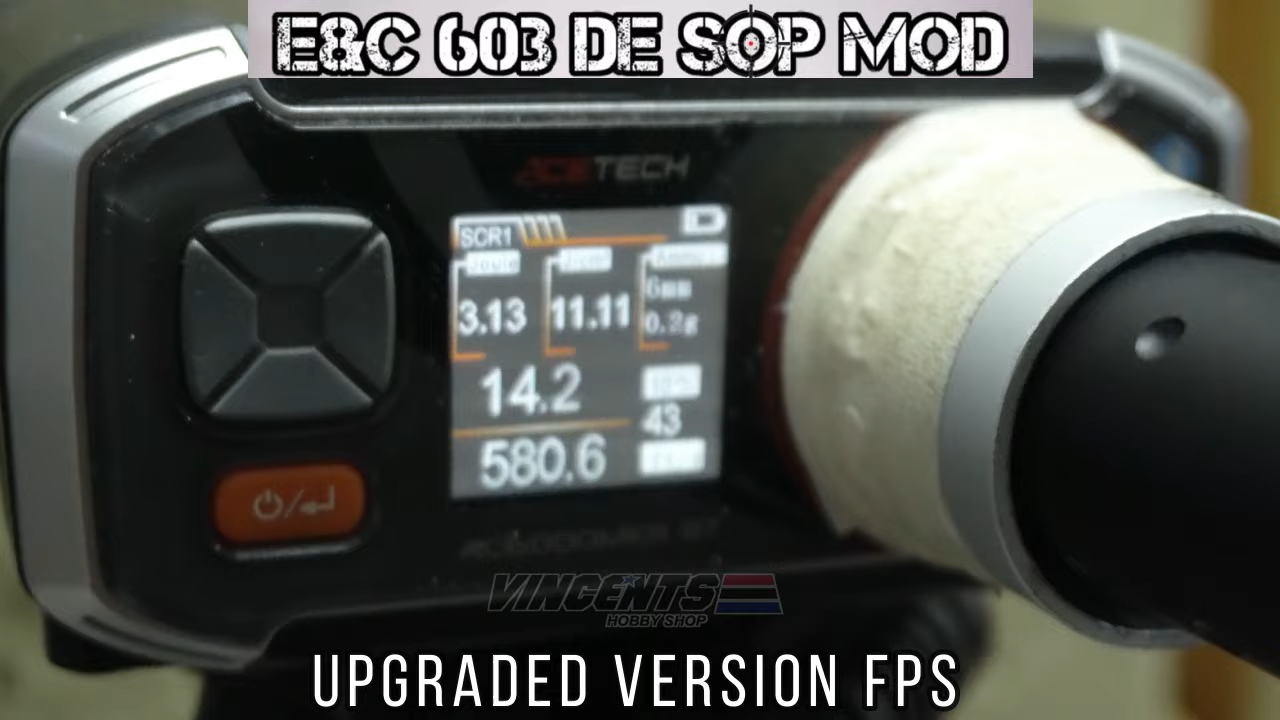 E&C 603 DE SOP MOD
ACETECH
SCR1
Joule
3.13
11.11
6mm
0.2g
14.2
43
580.6
VINCENTS
HOBBY SHOP
UPGRADED VERSION FPS